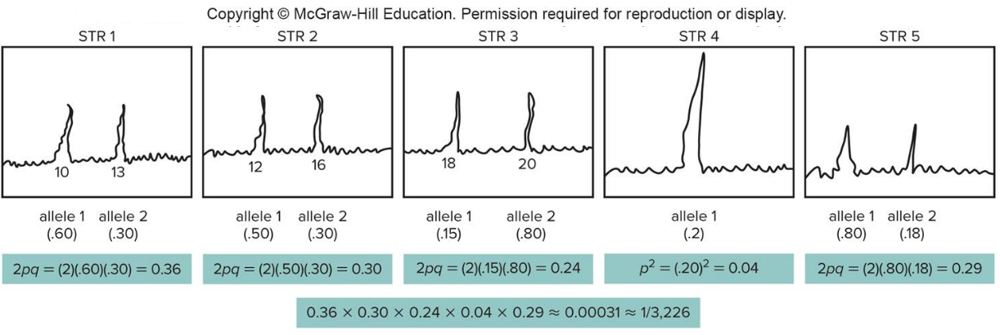 Copyright © McGraw-Hill Education. Permission required for reproduction or display.
STR 1 STR 2 STR 3 STR 4 STR 5
10 13 12 16 18 20
allele 1 allele 2 allele 1 allele 2 allele 1 allele 2 allele 1 allele 1 allele 2
(.60) (.30) (.50) (.30) (.15) (.80) (.2) (.80) (.18)
2pq = (2)(.60)(.30) = 0.36 2pq = (2)(.50)(.30) = 0.30 2pq = (2)(.15)(.80) = 0.24 p² = (.20)² = 0.04 2pq = (2)(.80)(.18) = 0.29
0.36 × 0.30 × 0.24 × 0.04 × 0.29 ≈ 0.00031 ≈ 1/3,226